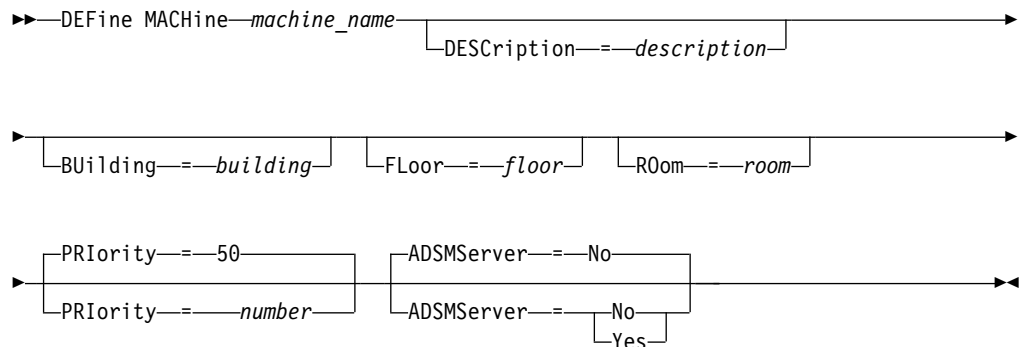 DEFine MACHine machine_name
DESCription = description
BUilding = building FLoor = floor ROom = room
PRIority = 50 ADSMServer = No
PRIority = number ADSMServer = No
Yes